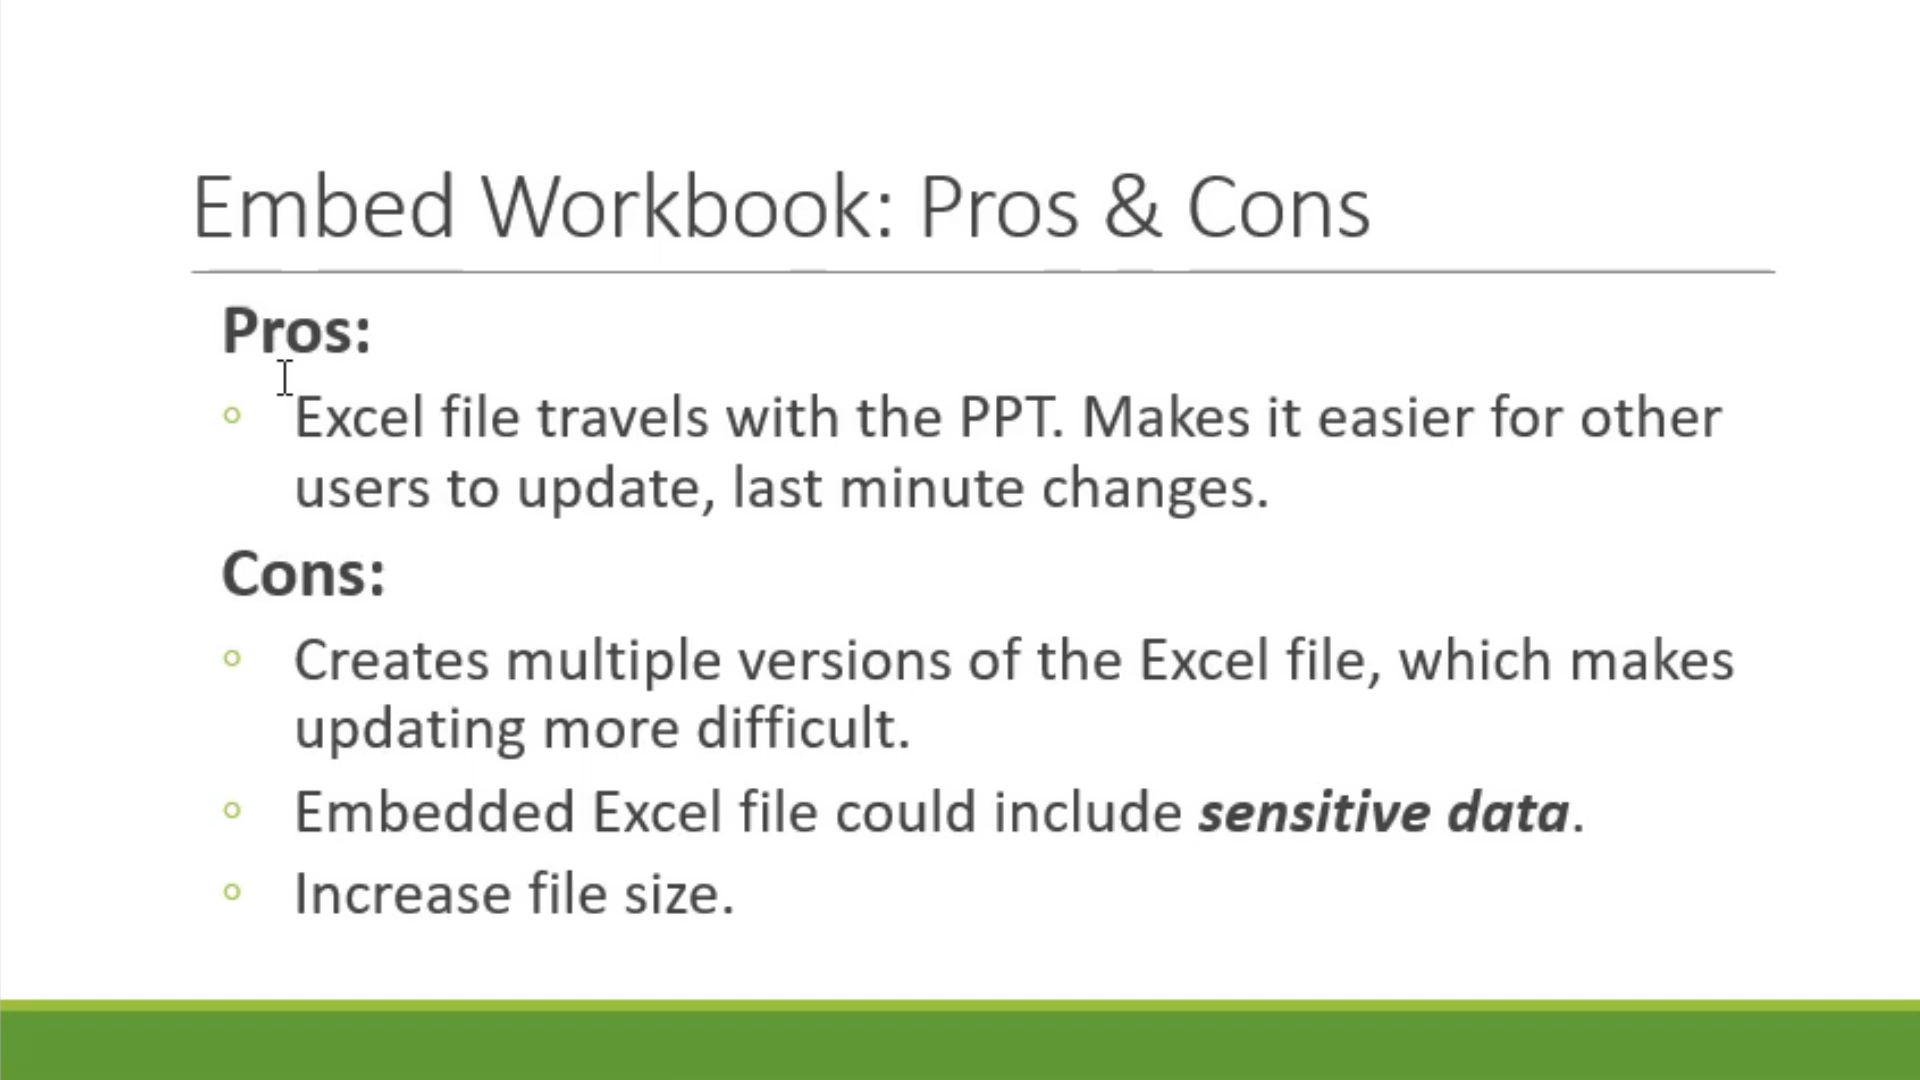 Embed Workbook: Pros & Cons
Pros:
Excel file travels with the PPT. Makes it easier for other
users to update, last minute changes.
Cons:
Creates multiple versions of the Excel file, which makes
updating more difficult.
Embedded Excel file could include sensitive data.
Increase file size.